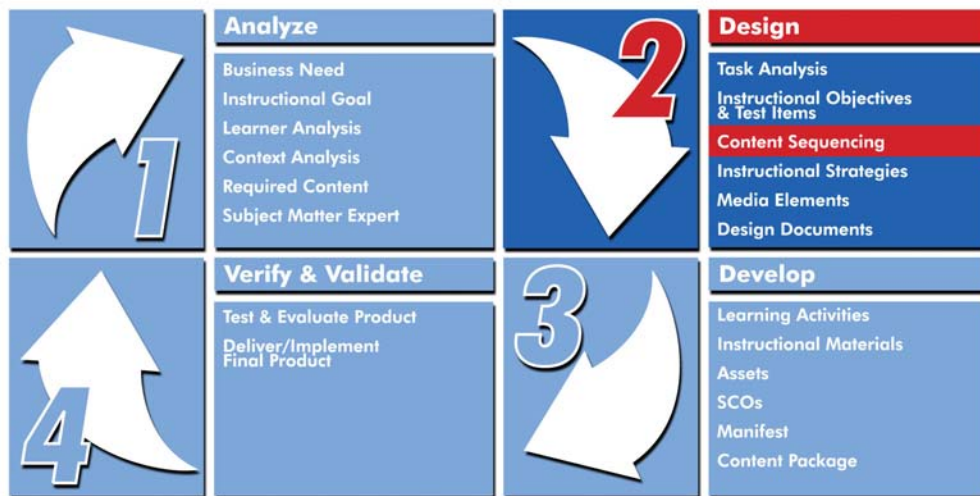 1
Analyze
Business Need
Instructional Goal
Learner Analysis
Context Analysis
Required Content
Subject Matter Expert
2
Design
Task Analysis
Instructional Objectives
& Test Items
Content Sequencing
Instructional Strategies
Media Elements
Design Documents
4
Verify & Validate
Test & Evaluate Product
Deliver/Implement
Final Product
3
Develop
Learning Activities
Instructional Materials
Assets
SCOs
Manifest
Content Package